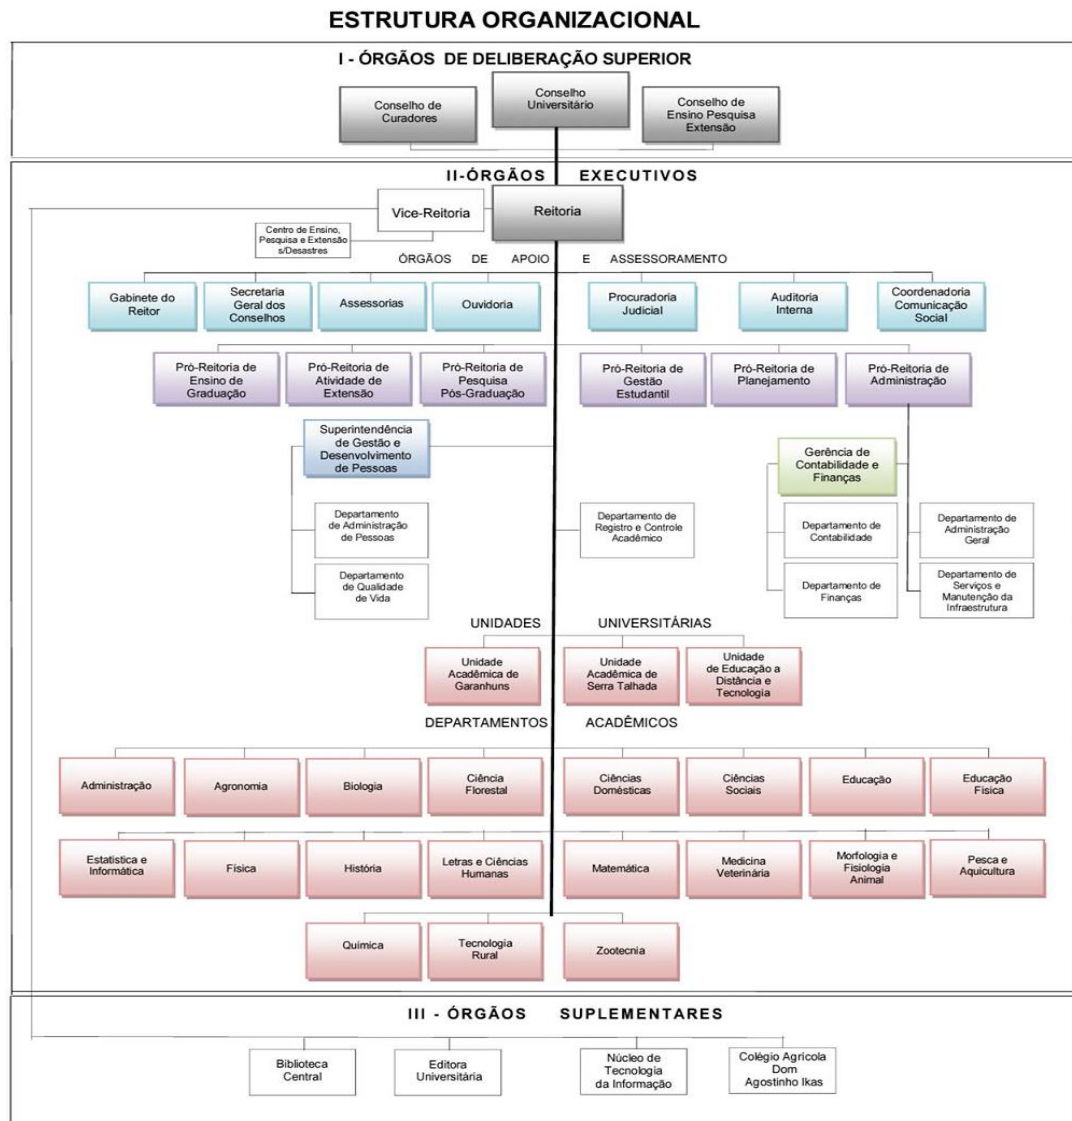 ESTRUTURA ORGANIZACIONAL
I - ÓRGÃOS DE DELIBERAÇÃO SUPERIOR
Conselho de
Curadores
Conselho
Universitário
Conselho de
Ensino Pesquisa
Extensão
II-ÓRGÃOS EXECUTIVOS
Vice-Reitoria
Reitoria
Centro de Ensino,
Pesquisa e Extensão
s/Desastres
ÓRGÃOS DE APOIO E ASSESSORAMENTO
Gabinete do
Reitor
Secretaria
Geral dos
Conselhos
Assessorias
Ouvidoria
Procuradoria
Judicial
Auditoria
Interna
Coordenadoria
Comunicação
Social
Pró-Reitoria de
Ensino de
Graduação
Pró-Reitoria de
Atividade de
Extensão
Pró-Reitoria de
Pesquisa
Pós-Graduação
Pró-Reitoria de
Gestão
Estudantil
Pró-Reitoria de
Planejamento
Pró-Reitoria de
Administração
Superintendência
de Gestão e
Desenvolvimento
de Pessoas
Gerência de
Contabilidade e
Finanças
Departamento
de Administração
de Pessoas
Departamento de
Registro e Controle
Acadêmico
Departamento de
Contabilidade
Departamento de
Administração
Geral
Departamento
de Qualidade
de Vida
Departamento de
Finanças
Departamento de
Serviços e
Manutenção da
Infraestrutura
UNIDADES UNIVERSITÁRIAS
Unidade
Acadêmica de
Garanhuns
Unidade
Acadêmica de
Serra Talhada
Unidade
de Educação a
Distância e
Tecnologia
DEPARTAMENTOS ACADÊMICOS
Administração
Agronomia
Biologia
Ciência
Florestal
Ciências
Domésticas
Ciências
Sociais
Educação
Educação
Física
Estatística e
Informática
Física
História
Letras e Ciências
Humanas
Matemática
Medicina
Veterinária
Morfologia e
Fisiologia
Animal
Pesca e
Aquicultura
Química
Tecnologia
Rural
Zootecnia
III - ÓRGÃOS SUPLEMENTARES
Biblioteca
Central
Editora
Universitária
Núcleo de
Tecnologia
da Informação
Colégio Agrícola
Dom
Agostinho Ikas